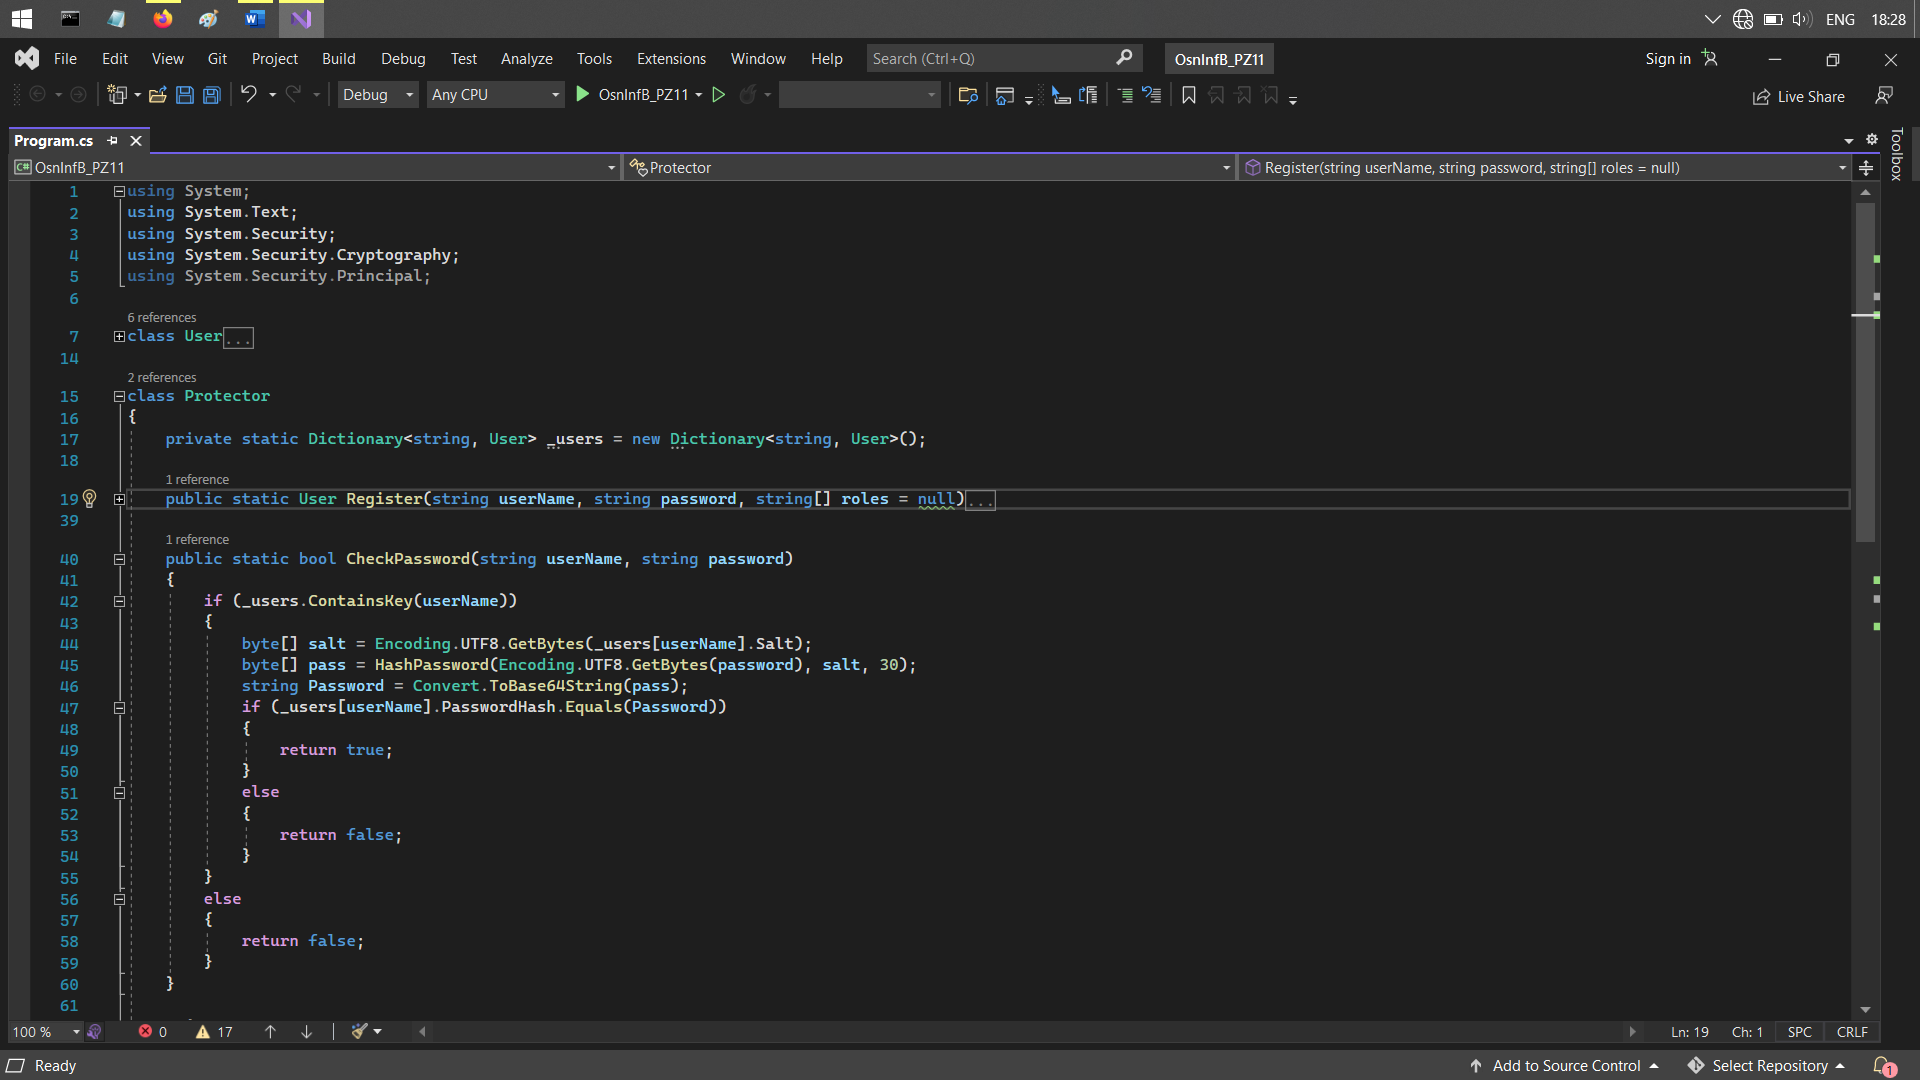 ENG 18:28
File Edit View Git Project Build Debug Test Analyze Tools Extensions Window Help Search (Ctrl+Q) OsnInfB_PZ11 Sign in
Debug Any CPU OsnInfB_PZ11 Live Share
Program.cs
Toolbox
C# OsnInfB_PZ11 Protector Register(string userName, string password, string[] roles = null)
1 using System;
2 using System.Text;
3 using System.Security;
4 using System.Security.Cryptography;
5 using System.Security.Principal;
6
6 references
7 class User...
14
2 references
15 class Protector
16 {
17 private static Dictionary<string, User> _users = new Dictionary<string, User>();
18
1 reference
19 public static User Register(string userName, string password, string[] roles = null)...
39
1 reference
40 public static bool CheckPassword(string userName, string password)
41 {
42 if (_users.ContainsKey(userName))
43 {
44 byte[] salt = Encoding.UTF8.GetBytes(_users[userName].Salt);
45 byte[] pass = HashPassword(Encoding.UTF8.GetBytes(password), salt, 30);
46 string Password = Convert.ToBase64String(pass);
47 if (_users[userName].PasswordHash.Equals(Password))
48 {
49 return true;
50 }
51 else
52 {
53 return false;
54 }
55 }
56 else
57 {
58 return false;
59 }
60 }
61
100 % 0 17 Ln: 19 Ch: 1 SPC CRLF
Ready Add to Source Control Select Repository 1